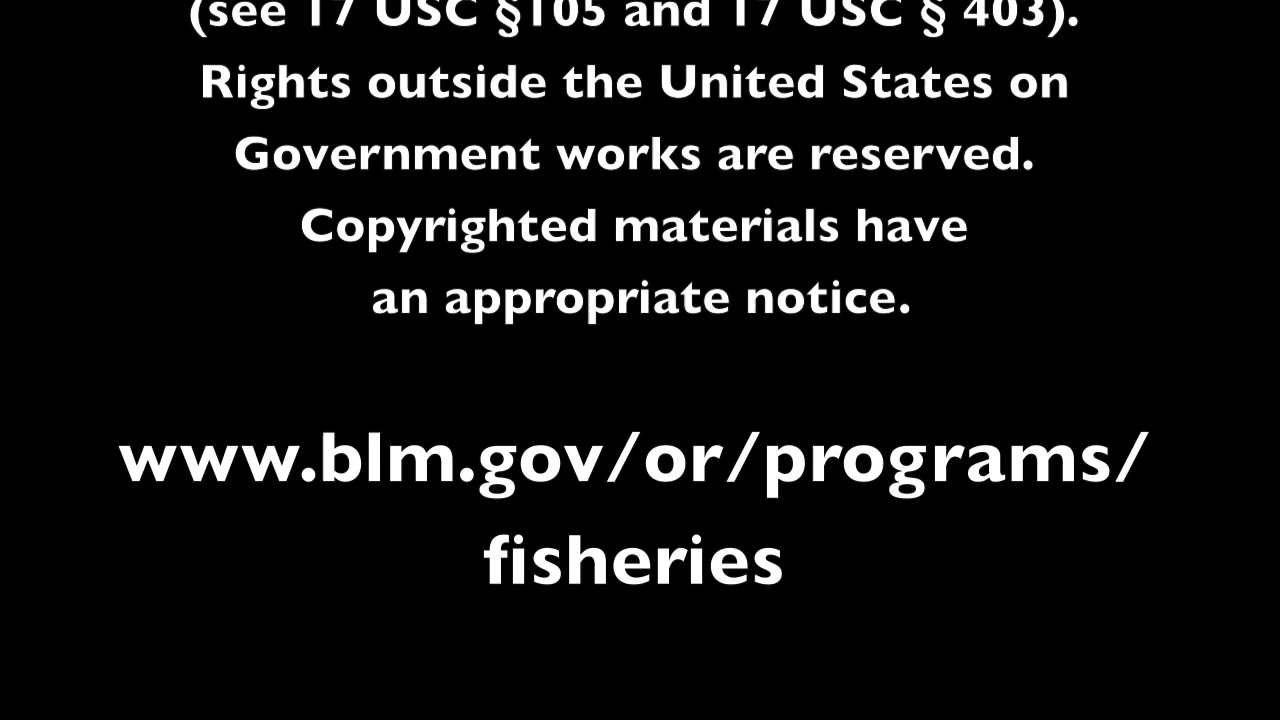 (see 17 USC §105 and 17 USC § 403).
Rights outside the United States on
Government works are reserved.
Copyrighted materials have
an appropriate notice.
www.blm.gov/or/programs/
fisheries